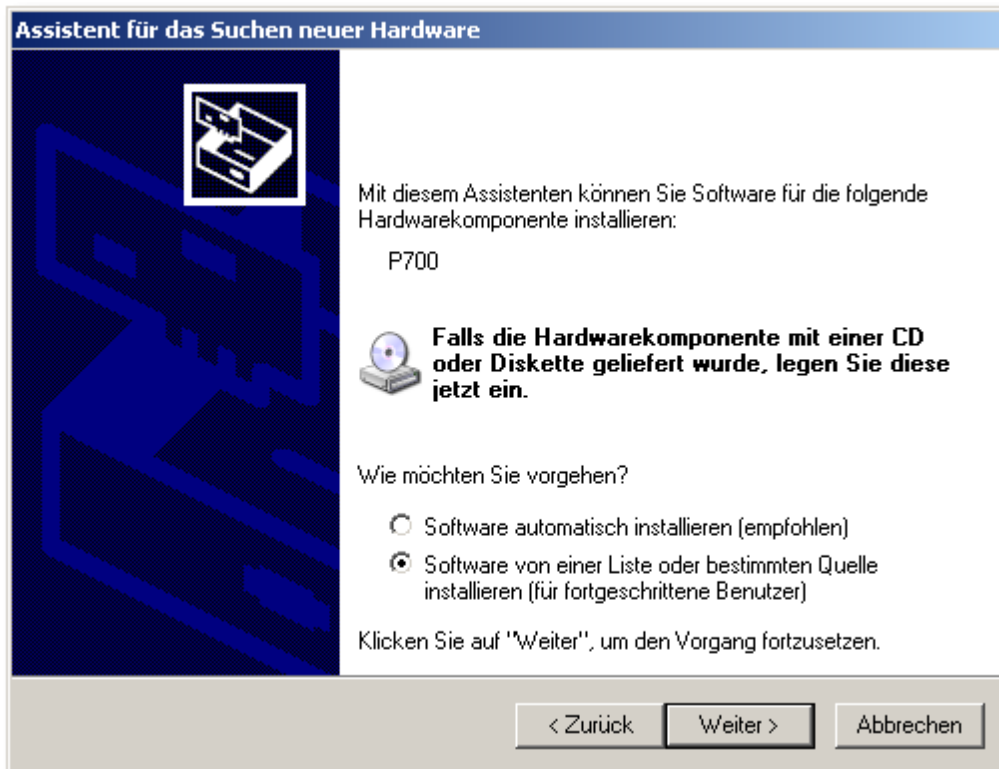 Assistent für das Suchen neuer Hardware
Mit diesem Assistenten können Sie Software für die folgende
Hardwarekomponente installieren:
P700
Falls die Hardwarekomponente mit einer CD
oder Diskette geliefert wurde, legen Sie diese
jetzt ein.
Wie möchten Sie vorgehen?
Software automatisch installieren (empfohlen)
Software von einer Liste oder bestimmten Quelle
installieren (für fortgeschrittene Benutzer)
Klicken Sie auf "Weiter", um den Vorgang fortzusetzen.
< Zurück Weiter > Abbrechen